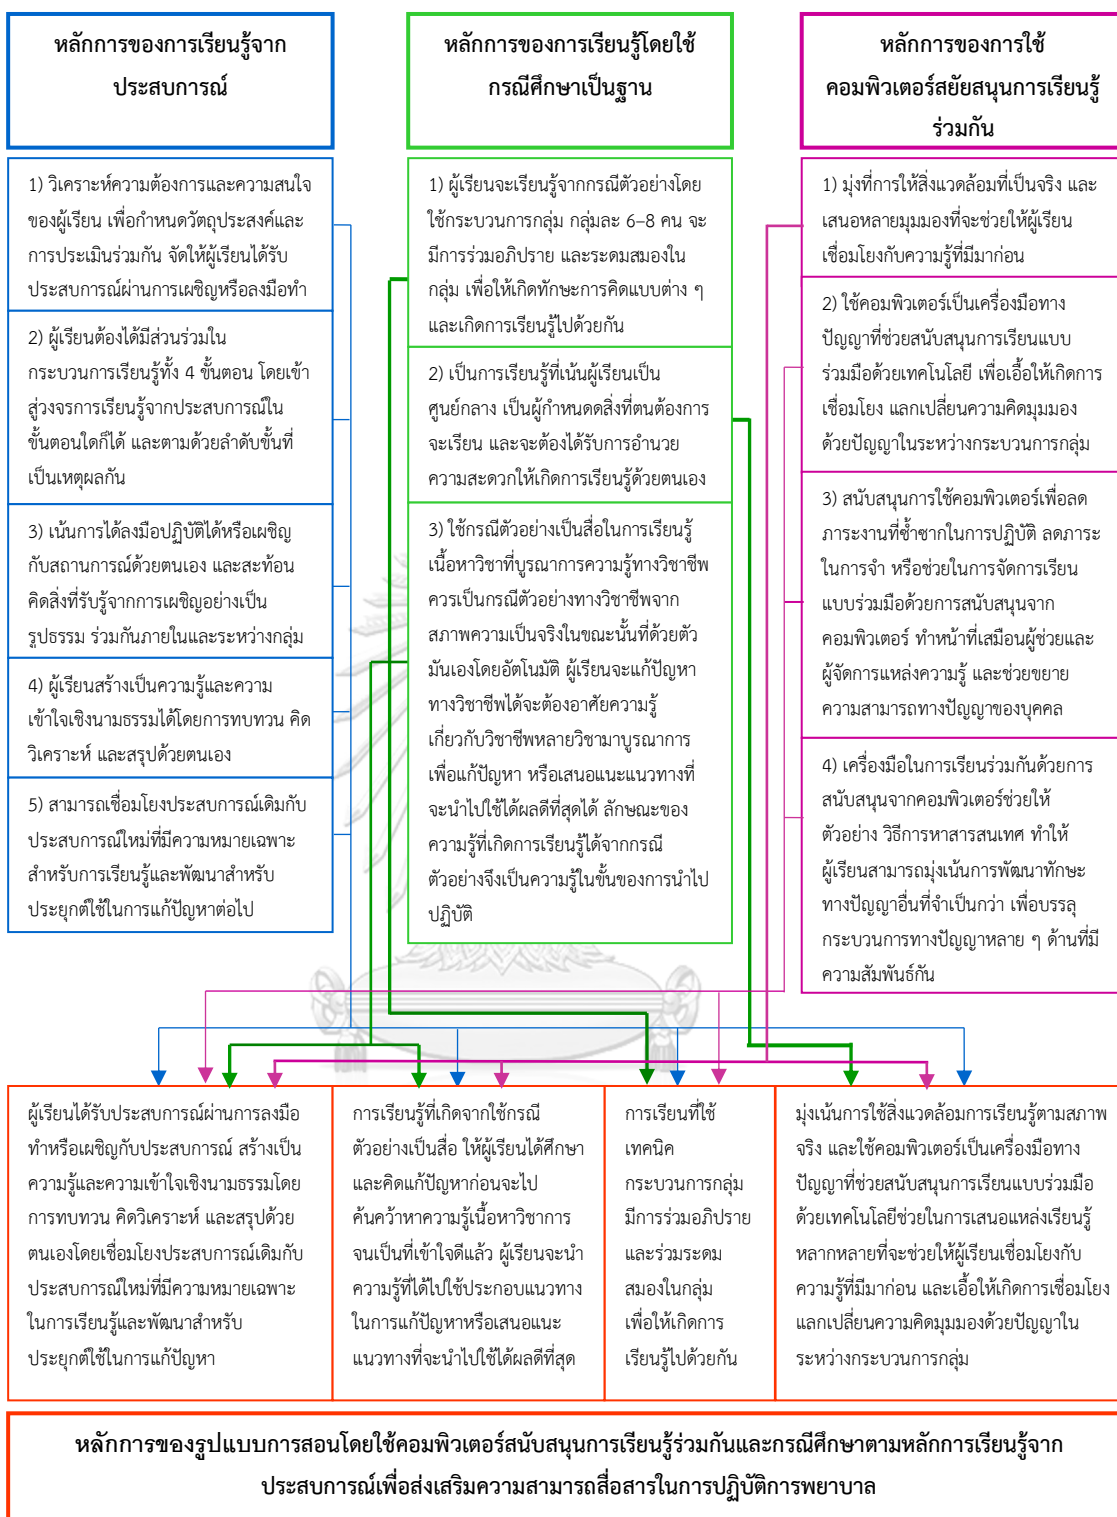 หลักการของการเรียนรู้จาก
ประสบการณ์
1) วิเคราะห์ความต้องการและความสนใจ
ของผู้เรียน เพื่อกำหนดวัตถุประสงค์และ
การประเมินร่วมกัน จัดให้ผู้เรียนได้รับ
ประสบการณ์ผ่านการเผชิญหรือลงมือทำ
2) ผู้เรียนต้องได้มีส่วนร่วมใน
กระบวนการเรียนรู้ทั้ง 4 ขั้นตอน โดยเข้า
สู่วงจรการเรียนรู้จากประสบการณ์ใน
ขั้นตอนใดก็ได้ และตามด้วยลำดับขั้นที่
เป็นเหตุผลกัน
3) เน้นการได้ลงมือปฏิบัติได้หรือเผชิญ
กับสถานการณ์ด้วยตนเอง และสะท้อน
คิดสิ่งที่รับรู้จากการเผชิญอย่างเป็น
รูปธรรม ร่วมกันภายในและระหว่างกลุ่ม
4) ผู้เรียนสร้างเป็นความรู้และความ
เข้าใจเชิงนามธรรมได้โดยการทบทวน คิด
วิเคราะห์ และสรุปด้วยตนเอง
5) สามารถเชื่อมโยงประสบการณ์เดิมกับ
ประสบการณ์ใหม่ที่มีความหมายเฉพาะ
สำหรับการเรียนรู้และพัฒนาสำหรับ
ประยุกต์ใช้ในการแก้ปัญหาต่อไป
หลักการของการเรียนรู้โดยใช้
กรณีศึกษาเป็นฐาน
1) ผู้เรียนจะเรียนรู้จากกรณีตัวอย่างโดย
ใช้กระบวนการกลุ่ม กลุ่มละ 6–8 คน จะ
มีการร่วมอภิปราย และระดมสมองใน
กลุ่ม เพื่อให้เกิดทักษะการคิดแบบต่าง ๆ
และเกิดการเรียนรู้ไปด้วยกัน
2) เป็นการเรียนรู้ที่เน้นผู้เรียนเป็น
ศูนย์กลาง เป็นผู้กำหนดดสิ่งที่ตนต้องการ
จะเรียน และจะต้องได้รับการอำนวย
ความสะดวกให้เกิดการเรียนรู้ด้วยตนเอง
3) ใช้กรณีตัวอย่างเป็นสื่อในการเรียนรู้
เนื้อหาวิชาที่บูรณาการความรู้ทางวิชาชีพ
ควรเป็นกรณีตัวอย่างทางวิชาชีพจาก
สภาพความเป็นจริงในขณะนั้นที่ด้วยตัว
มันเองโดยอัตโนมัติ ผู้เรียนจะแก้ปัญหา
ทางวิชาชีพได้จะต้องอาศัยความรู้
เกี่ยวกับวิชาชีพหลายวิชามาบูรณาการ
เพื่อแก้ปัญหา หรือเสนอแนะแนวทางที่
จะนำไปใช้ได้ผลดีที่สุดได้ ลักษณะของ
ความรู้ที่เกิดการเรียนรู้ได้จากกรณี
ตัวอย่างจึงเป็นความรู้ในขั้นของการนำไป
ปฏิบัติ
หลักการของการใช้
คอมพิวเตอร์สยัยสนุนการเรียนรู้
ร่วมกัน
1) มุ่งที่การให้สิ่งแวดล้อมที่เป็นจริง และ
เสนอหลายมุมมองที่จะช่วยให้ผู้เรียน
เชื่อมโยงกับความรู้ที่มีมาก่อน
2) ใช้คอมพิวเตอร์เป็นเครื่องมือทาง
ปัญญาที่ช่วยสนับสนุนการเรียนแบบ
ร่วมมือด้วยเทคโนโลยี เพื่อเอื้อให้เกิดการ
เชื่อมโยง แลกเปลี่ยนความคิดมุมมอง
ด้วยปัญญาในระหว่างกระบวนการกลุ่ม
3) สนับสนุนการใช้คอมพิวเตอร์เพื่อลด
ภาระงานที่ซ้ำซากในการปฏิบัติ ลดภาระ
ในการจำ หรือช่วยในการจัดการเรียน
แบบร่วมมือด้วยการสนับสนุนจาก
คอมพิวเตอร์ ทำหน้าที่เสมือนผู้ช่วยและ
ผู้จัดการแหล่งความรู้ และช่วยขยาย
ความสามารถทางปัญญาของบุคคล
4) เครื่องมือในการเรียนร่วมกันด้วยการ
สนับสนุนจากคอมพิวเตอร์ช่วยให้
ตัวอย่าง วิธีการหาสารสนเทศ ทำให้
ผู้เรียนสามารถมุ่งเน้นการพัฒนาทักษะ
ทางปัญญาอื่นที่จำเป็นกว่า เพื่อบรรลุ
กระบวนการทางปัญญาหลาย ๆ ด้านที่มี
ความสัมพันธ์กัน
ผู้เรียนได้รับประสบการณ์ผ่านการลงมือ
ทำหรือเผชิญกับประสบการณ์ สร้างเป็น
ความรู้และความเข้าใจเชิงนามธรรมโดย
การทบทวน คิดวิเคราะห์ และสรุปด้วย
ตนเองโดยเชื่อมโยงประสบการณ์เดิมกับ
ประสบการณ์ใหม่ที่มีความหมายเฉพาะ
ในการเรียนรู้และพัฒนาสำหรับ
ประยุกต์ใช้ในการแก้ปัญหา
การเรียนรู้ที่เกิดจากใช้กรณี
ตัวอย่างเป็นสื่อ ให้ผู้เรียนได้ศึกษา
และคิดแก้ปัญหาก่อนจะไป
ค้นคว้าหาความรู้เนื้อหาวิชาการ
จนเป็นที่เข้าใจดีแล้ว ผู้เรียนจะนำ
ความรู้ที่ได้ไปใช้ประกอบแนวทาง
ในการแก้ปัญหาหรือเสนอแนะ
แนวทางที่จะนำไปใช้ได้ผลดีที่สุด
การเรียนที่ใช้
เทคนิค
กระบวนการกลุ่ม
มีการร่วมอภิปราย
และร่วมระดม
สมองในกลุ่ม
เพื่อให้เกิดการ
เรียนรู้ไปด้วยกัน
มุ่งเน้นการใช้สิ่งแวดล้อมการเรียนรู้ตามสภาพ
จริง และใช้คอมพิวเตอร์เป็นเครื่องมือทาง
ปัญญาที่ช่วยสนับสนุนการเรียนแบบร่วมมือ
ด้วยเทคโนโลยีช่วยในการเสนอแหล่งเรียนรู้
หลากหลายที่จะช่วยให้ผู้เรียนเชื่อมโยงกับ
ความรู้ที่มีมาก่อน และเอื้อให้เกิดการเชื่อมโยง
แลกเปลี่ยนความคิดมุมมองด้วยปัญญาใน
ระหว่างกระบวนการกลุ่ม
หลักการของรูปแบบการสอนโดยใช้คอมพิวเตอร์สนับสนุนการเรียนรู้ร่วมกันและกรณีศึกษาตามหลักการเรียนรู้จาก
ประสบการณ์เพื่อส่งเสริมความสามารถสื่อสารในการปฏิบัติการพยาบาล